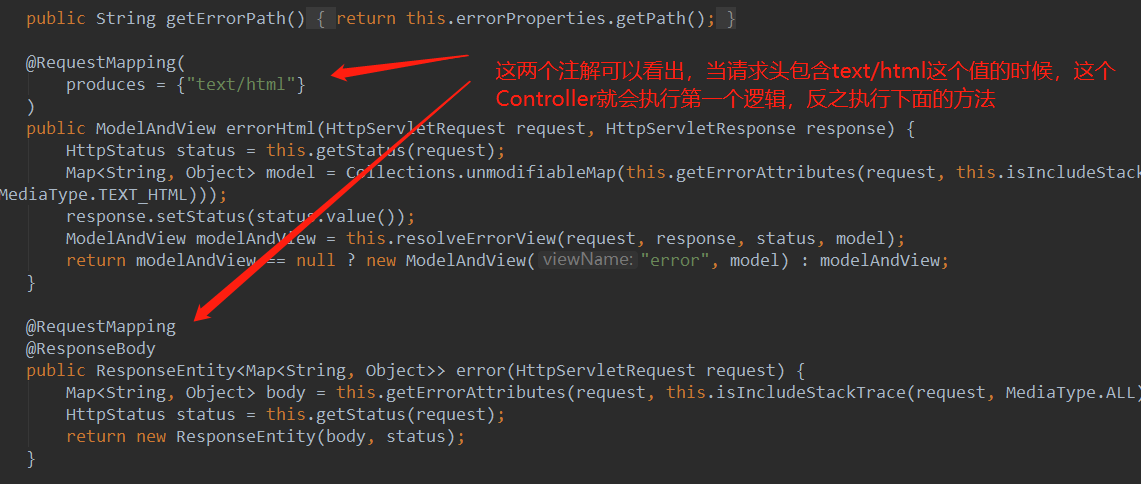 public String getErrorPath() { return this.errorProperties.getPath(); }
@RequestMapping(
produces = {"text/html"}
)
这两个注解可以看出，当请求头包含text/html这个值的时候，这个
Controller就会执行第一个逻辑，反之执行下面的方法
public ModelAndView errorHtml(HttpServletRequest request, HttpServletResponse response) {
HttpStatus status = this.getStatus(request);
Map<String, Object> model = Collections.unmodifiableMap(this.getErrorAttributes(request, this.isIncludeStack
MediaType.TEXT_HTML)));
response.setStatus(status.value());
ModelAndView modelAndView = this.resolveErrorView(request, response, status, model);
return modelAndView == null ? new ModelAndView( viewName: "error", model) : modelAndView;
}
@RequestMapping
@ResponseBody
public ResponseEntity<Map<String, Object>> error(HttpServletRequest request) {
Map<String, Object> body = this.getErrorAttributes(request, this.isIncludeStackTrace(request, MediaType.ALL)
HttpStatus status = this.getStatus(request);
return new ResponseEntity(body, status);
}